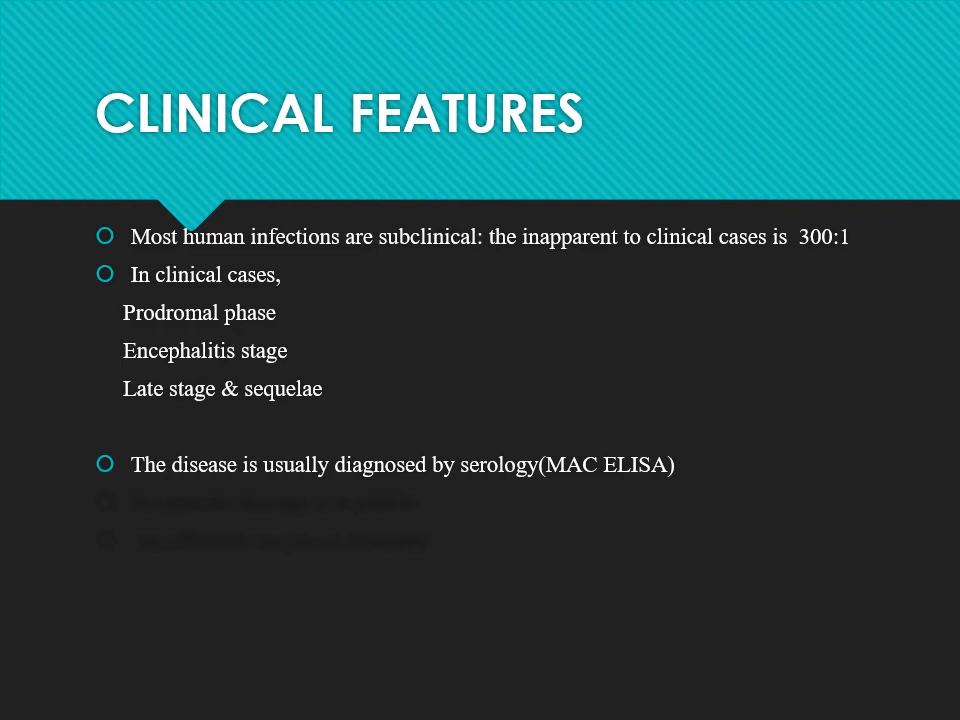 CLINICAL FEATURES
Most human infections are subclinical: the inapparent to clinical cases is  300:1
In clinical cases,
Prodromal phase
Encephalitis stage
Late stage & sequelae
The disease is usually diagnosed by serology(MAC ELISA)